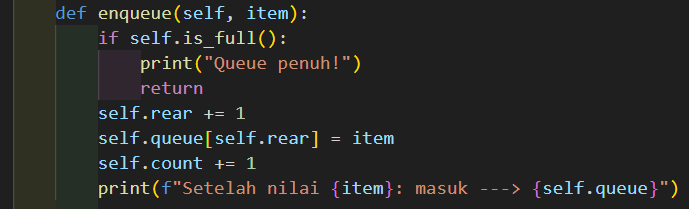 def enqueue(self, item):
if self.is_full():
print("Queue penuh!")
return
self.rear += 1
self.queue[self.rear] = item
self.count += 1
print(f"Setelah nilai {item}: masuk ---> {self.queue}")